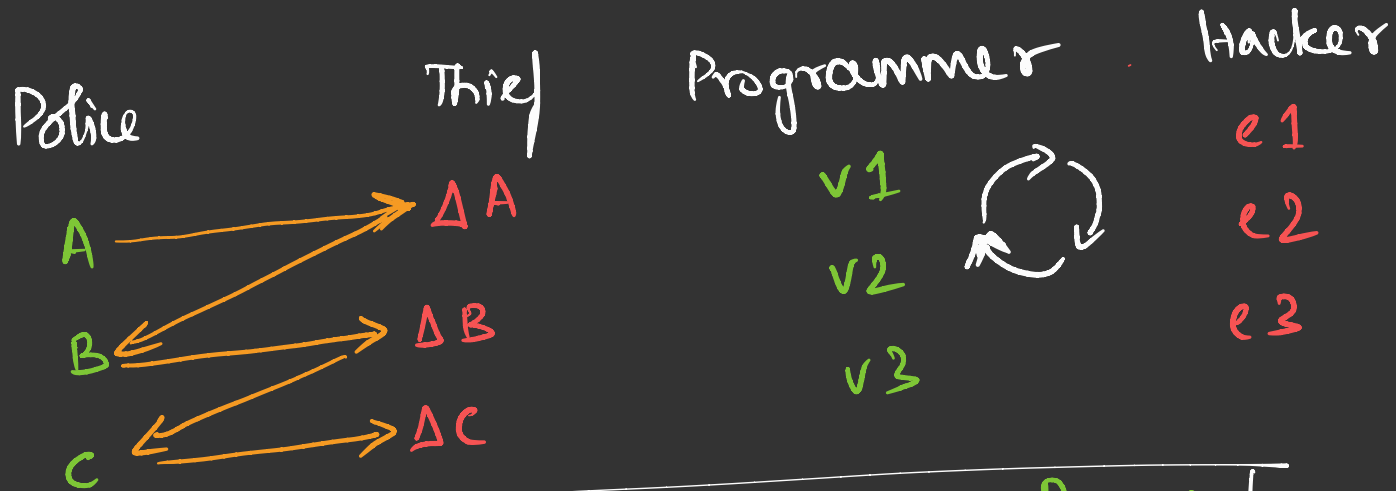 Police Thief Programmer Hacker
A ΔA v1 e1
B ΔB v2 e2
C ΔC v3 e3